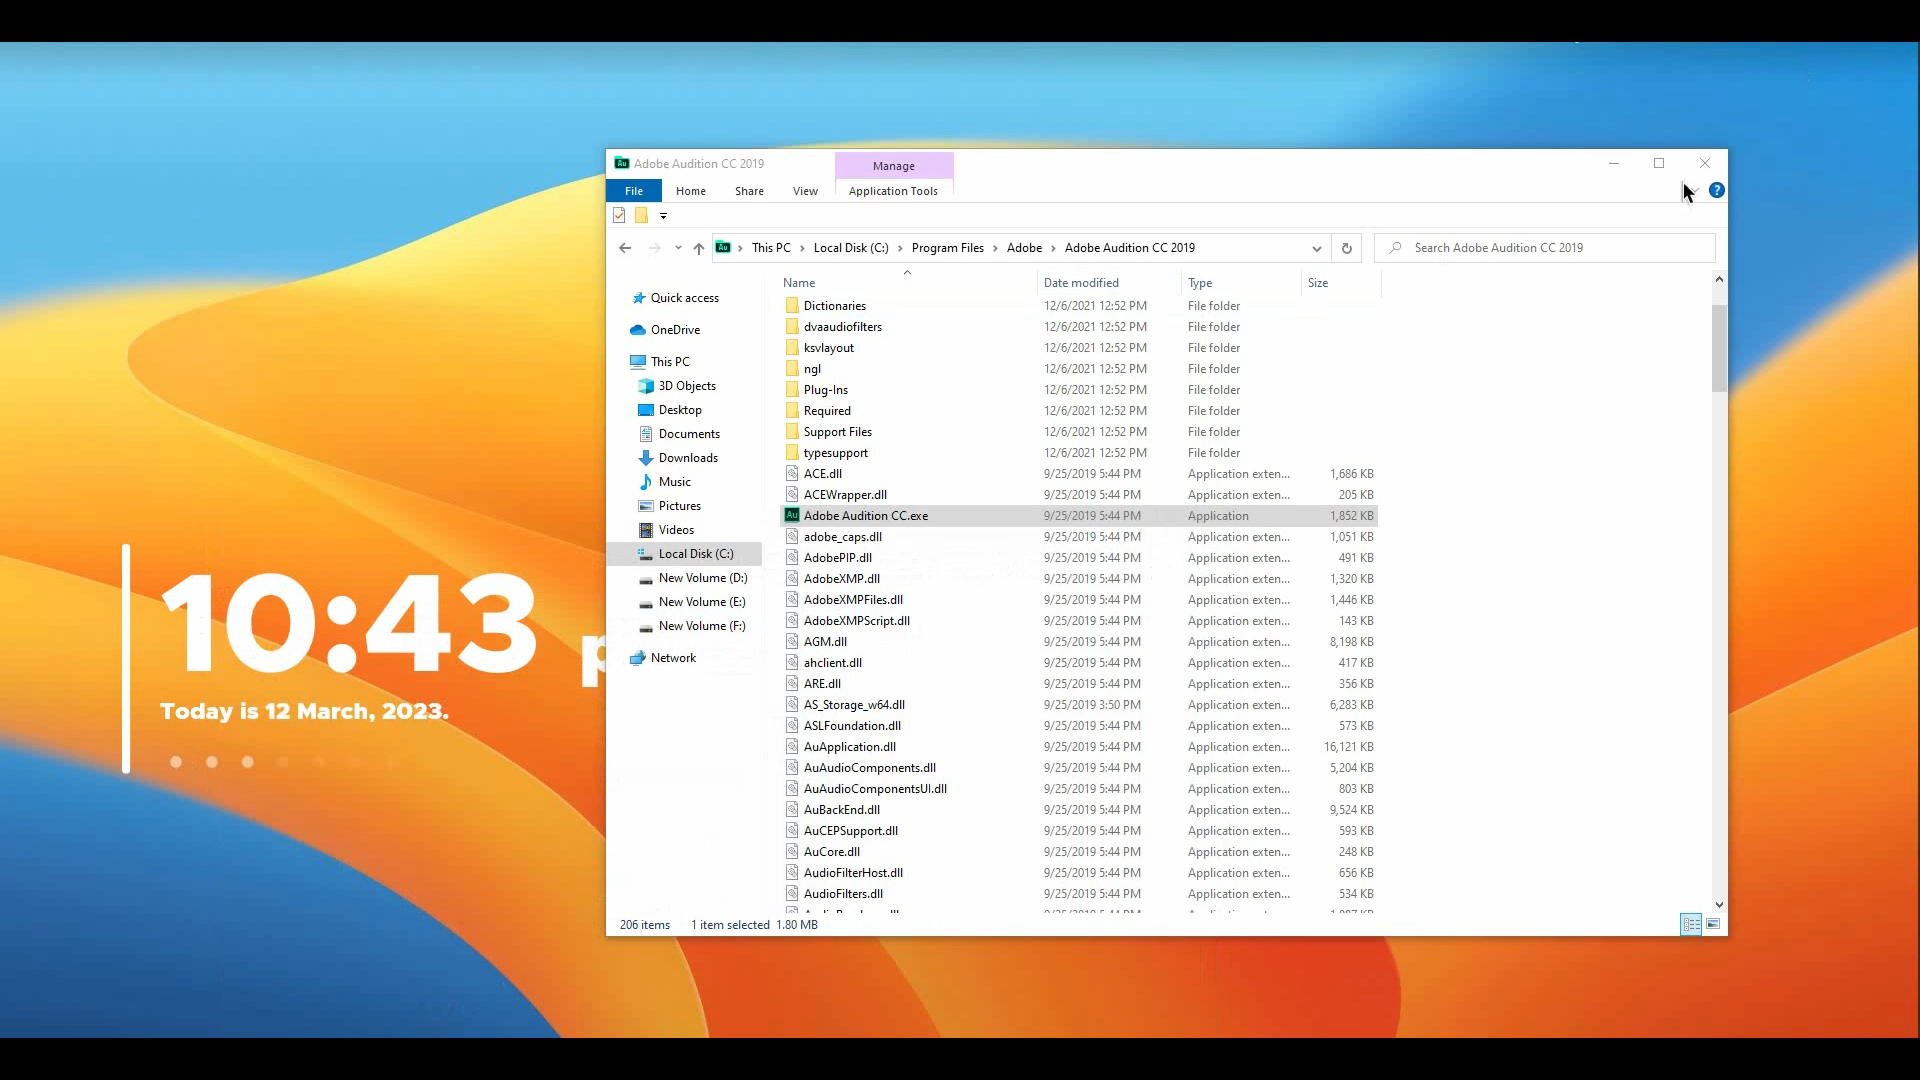 Adobe Audition CC 2019
Manage
File Home Share View Application Tools
This PC Local Disk (C:) Program Files Adobe Adobe Audition CC 2019
Search Adobe Audition CC 2019
Name Date modified Type Size
Quick access
OneDrive
This PC
3D Objects
Desktop
Documents
Downloads
Music
Pictures
Videos
Local Disk (C:)
New Volume (D:)
New Volume (E:)
New Volume (F:)
Network
Dictionaries 12/6/2021 12:52 PM File folder
dvaaudiofilters 12/6/2021 12:52 PM File folder
ksvlayout 12/6/2021 12:52 PM File folder
ngl 12/6/2021 12:52 PM File folder
Plug-Ins 12/6/2021 12:52 PM File folder
Required 12/6/2021 12:52 PM File folder
Support Files 12/6/2021 12:52 PM File folder
typesupport 12/6/2021 12:52 PM File folder
ACE.dll 9/25/2019 5:44 PM Application exten... 1,686 KB
ACEWrapper.dll 9/25/2019 5:44 PM Application exten... 205 KB
Adobe Audition CC.exe 9/25/2019 5:44 PM Application 1,852 KB
adobe_caps.dll 9/25/2019 5:44 PM Application exten... 1,051 KB
AdobePIP.dll 9/25/2019 5:44 PM Application exten... 491 KB
AdobeXMP.dll 9/25/2019 5:44 PM Application exten... 1,320 KB
AdobeXMPFiles.dll 9/25/2019 5:44 PM Application exten... 1,446 KB
AdobeXMPScript.dll 9/25/2019 5:44 PM Application exten... 143 KB
AGM.dll 9/25/2019 5:44 PM Application exten... 8,198 KB
ahclient.dll 9/25/2019 5:44 PM Application exten... 417 KB
ARE.dll 9/25/2019 5:44 PM Application exten... 356 KB
AS_Storage_w64.dll 9/25/2019 3:50 PM Application exten... 6,283 KB
ASLFoundation.dll 9/25/2019 5:44 PM Application exten... 573 KB
AuApplication.dll 9/25/2019 5:44 PM Application exten... 16,121 KB
AuAudioComponents.dll 9/25/2019 5:44 PM Application exten... 5,204 KB
AuAudioComponentsUI.dll 9/25/2019 5:44 PM Application exten... 803 KB
AuBackEnd.dll 9/25/2019 5:44 PM Application exten... 9,524 KB
AuCEPSupport.dll 9/25/2019 5:44 PM Application exten... 593 KB
AuCore.dll 9/25/2019 5:44 PM Application exten... 248 KB
AudioFilterHost.dll 9/25/2019 5:44 PM Application exten... 656 KB
AudioFilters.dll 9/25/2019 5:44 PM Application exten... 534 KB
206 items 1 item selected 1.80 MB
10:43 p
Today is 12 March, 2023.